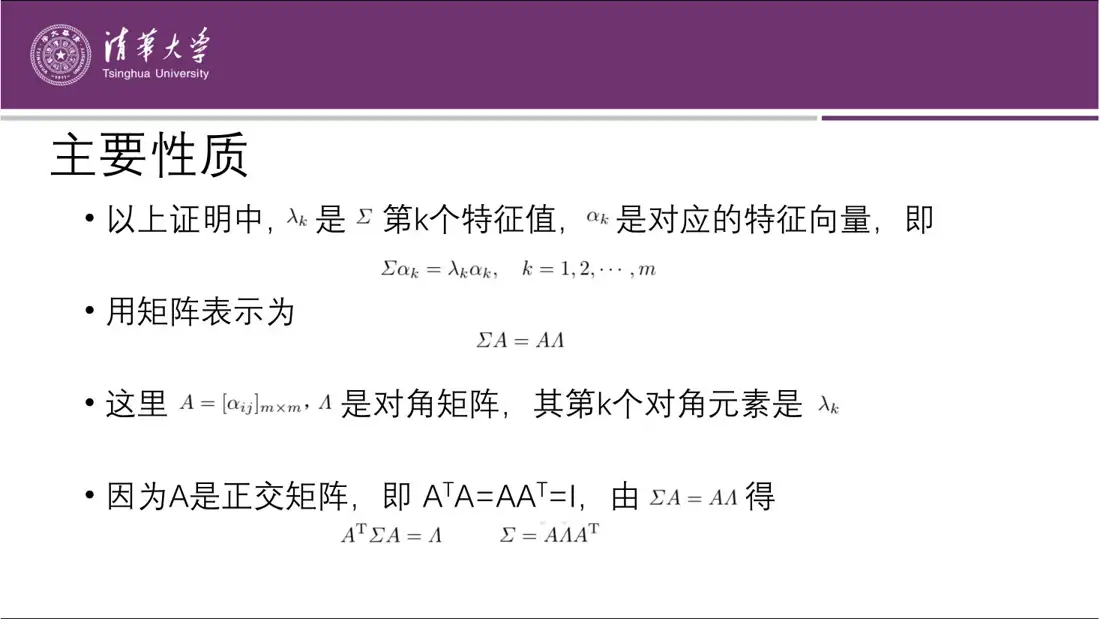 清华大学
Tsinghua University
主要性质
• 以上证明中, λₖ 是 Σ 第k个特征值, αₖ 是对应的特征向量, 即
Σαₖ = λₖαₖ, k = 1, 2, ⋯ , m
• 用矩阵表示为
ΣA = AΛ
• 这里 A = [αᵢⱼ]ₘ×ₘ, Λ 是对角矩阵, 其第k个对角元素是 λₖ
• 因为A是正交矩阵, 即 AᵀA=AAᵀ=I, 由 ΣA = AΛ 得
AᵀΣA = Λ Σ = AΛAᵀ